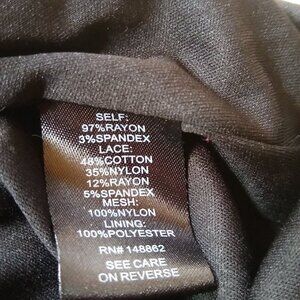 SELF:
97%RAYON
3%SPANDEX
LACE:
48%COTTON
35%NYLON
12%RAYON
5%SPANDEX
MESH:
100%NYLON
LINING:
100%POLYESTER
RN# 148862
SEE CARE
ON REVERSE